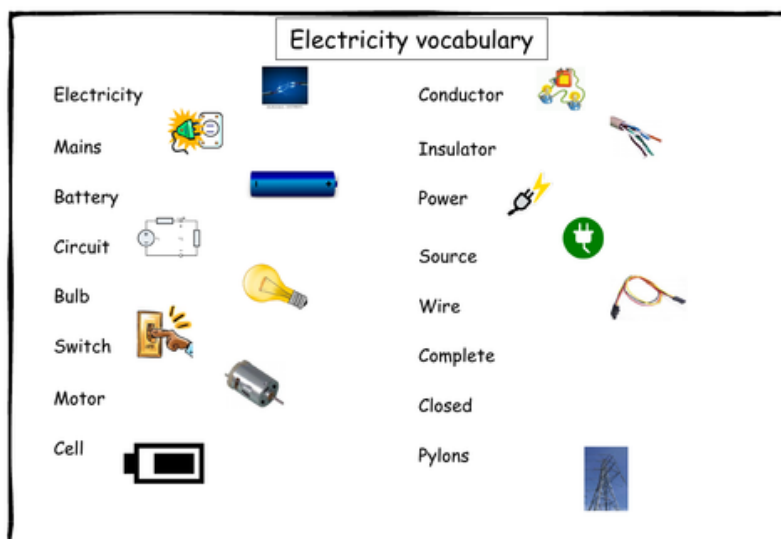 Electricity vocabulary
Electricity
Mains
Battery
Circuit
Bulb
Switch
Motor
Cell
Conductor
Insulator
Power
Source
Wire
Complete
Closed
Pylons